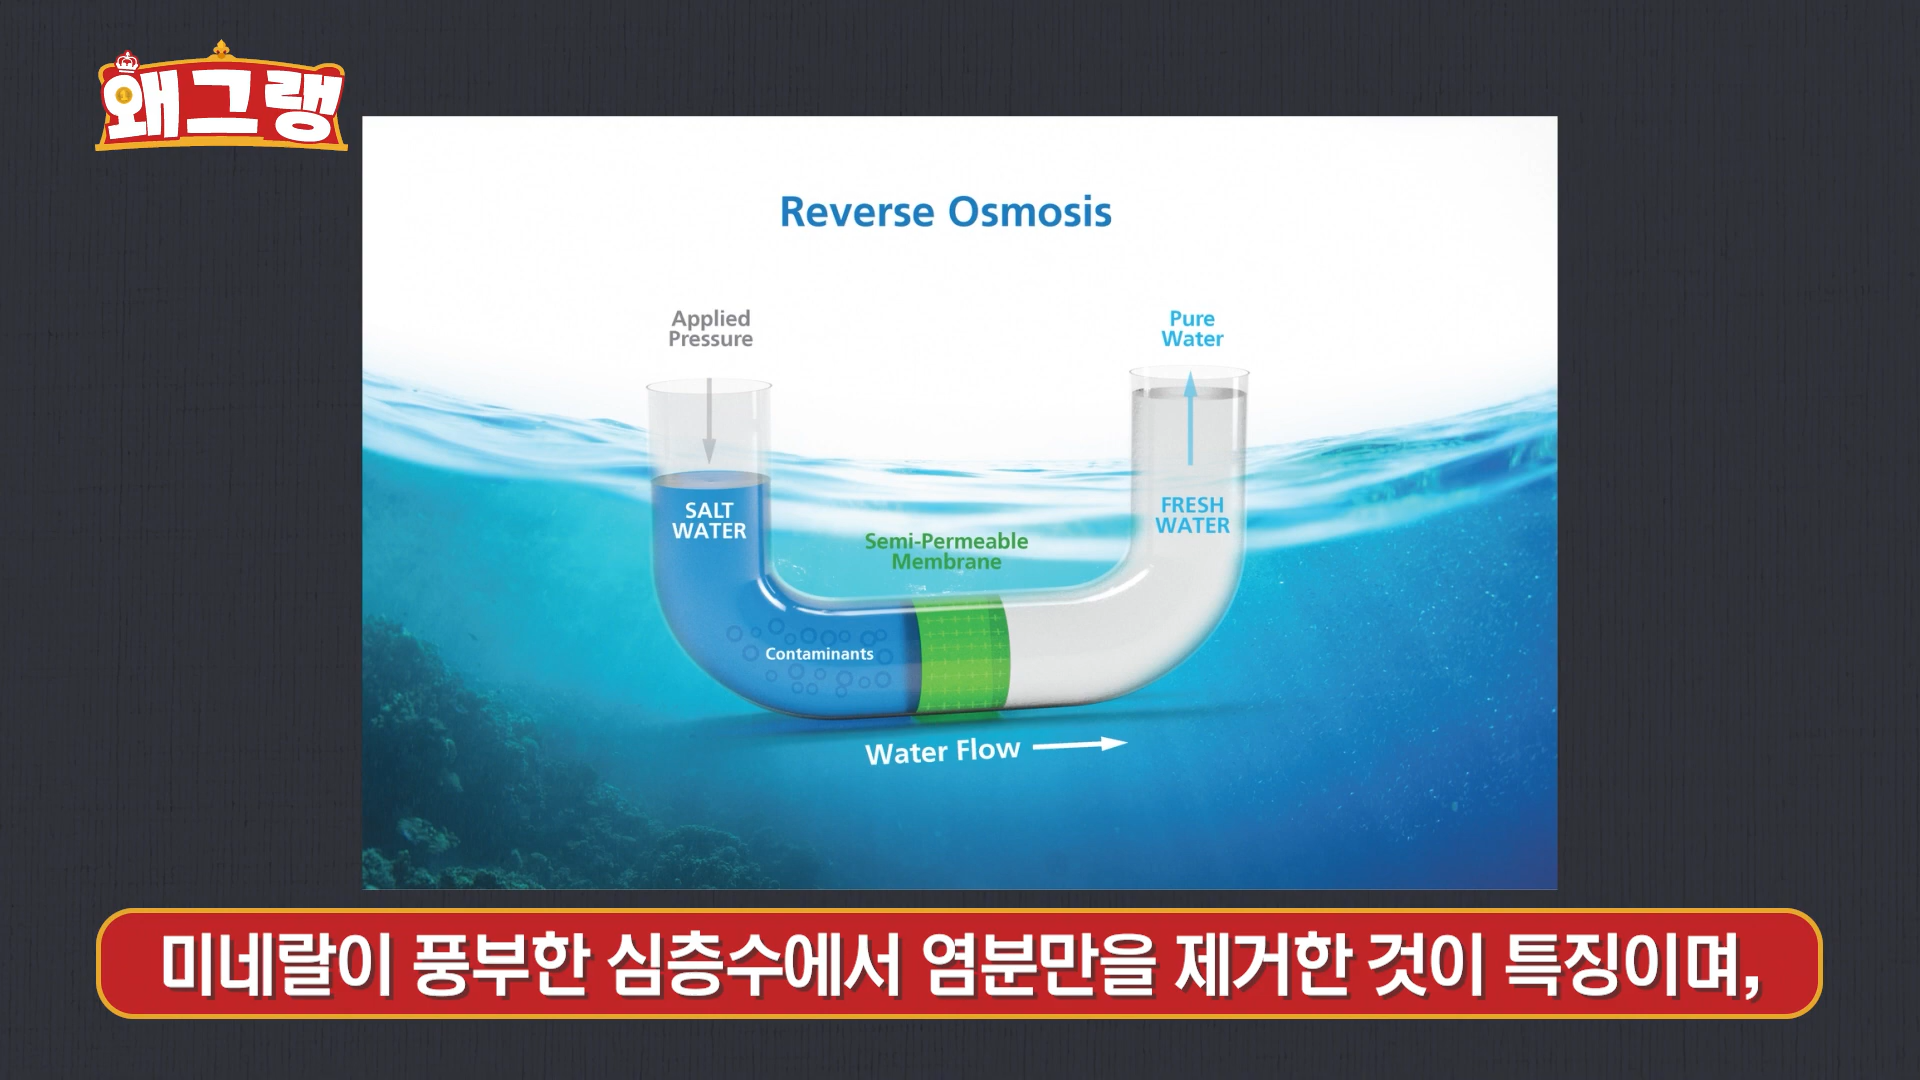 왜그랭
Reverse Osmosis
Applied
Pressure
Pure
Water
SALT
WATER
FRESH
WATER
Semi-Permeable
Membrane
Contaminants
Water Flow
미네랄이 풍부한 심층수에서 염분만을 제거한 것이 특징이며,